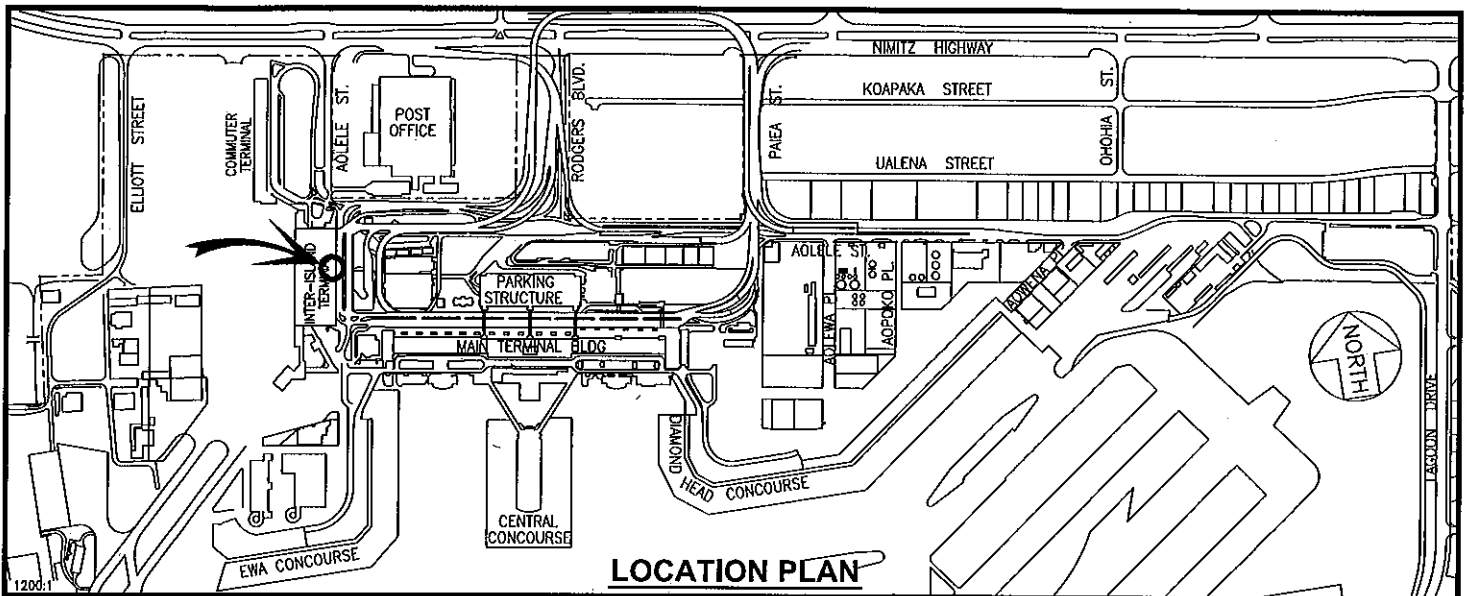 NIMITZ HIGHWAY
KOAPAKA STREET
UALENA STREET
ELLIOTT STREET
COMMUTER
TERMINAL
AOLELE ST.
POST
OFFICE
RODGERS BLVD.
PAIEA ST.
OHOHIA ST.
INTER-ISL
TERM
PARKING
STRUCTURE
MAIN TERMINAL BLDG
AOLELE ST.
AOLEWA PL.
AOPOKO PL.
AOWENA PL
NORTH
LAGOON DRIVE
DIAMOND
HEAD CONCOURSE
CENTRAL
CONCOURSE
EWA CONCOURSE
1200:1
LOCATION PLAN